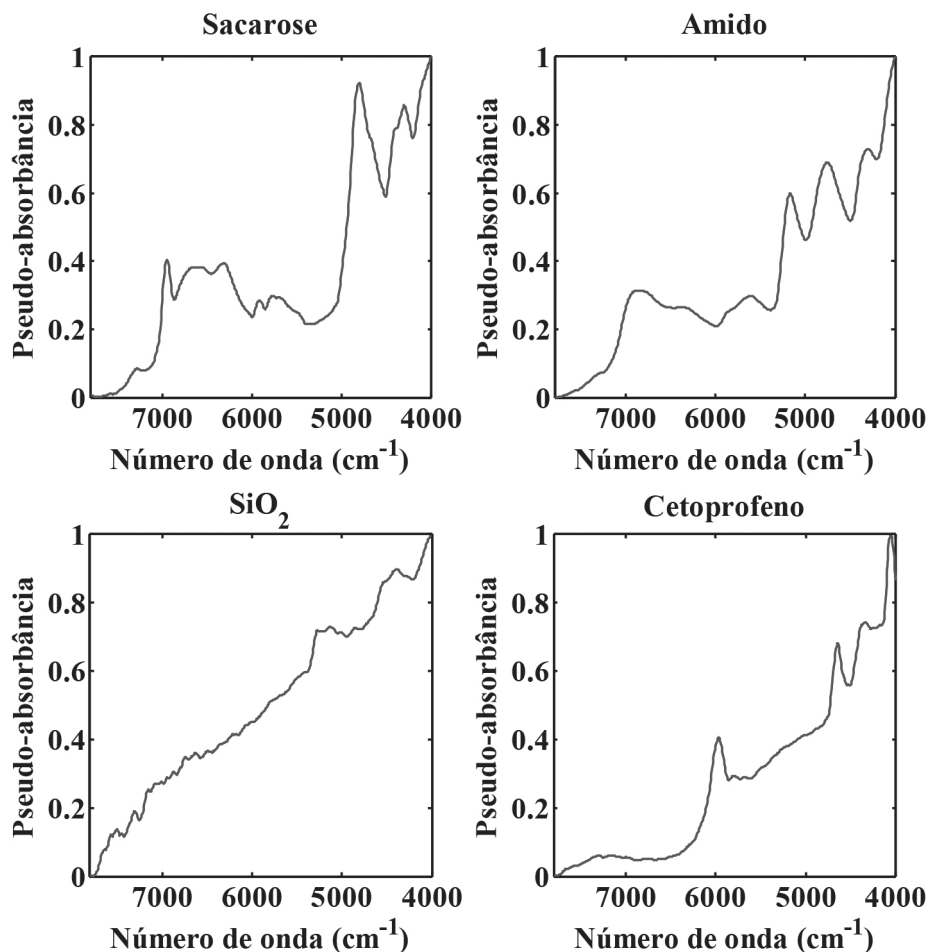 Sacarose
1
0.8
0.6
0.4
0.2
0
Pseudo-absorbância
7000 6000 5000 4000
Número de onda (cm-1)
Amido
1
0.8
0.6
0.4
0.2
0
Pseudo-absorbância
7000 6000 5000 4000
Número de onda (cm-1)
SiO2
1
0.8
0.6
0.4
0.2
0
Pseudo-absorbância
7000 6000 5000 4000
Número de onda (cm-1)
Cetoprofeno
1
0.8
0.6
0.4
0.2
0
Pseudo-absorbância
7000 6000 5000 4000
Número de onda (cm-1)